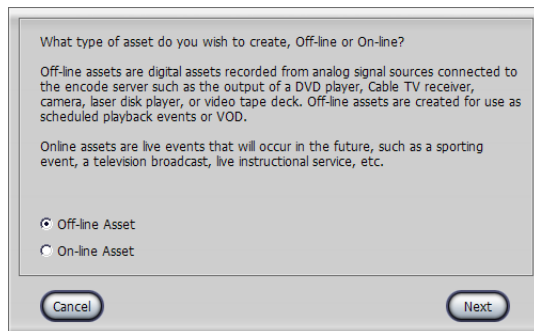 What type of asset do you wish to create, Off-line or On-line?
Off-line assets are digital assets recorded from analog signal sources connected to
the encode server such as the output of a DVD player, Cable TV receiver,
camera, laser disk player, or video tape deck. Off-line assets are created for use as
scheduled playback events or VOD.
Online assets are live events that will occur in the future, such as a sporting
event, a television broadcast, live instructional service, etc.
Off-line Asset
On-line Asset
Cancel Next